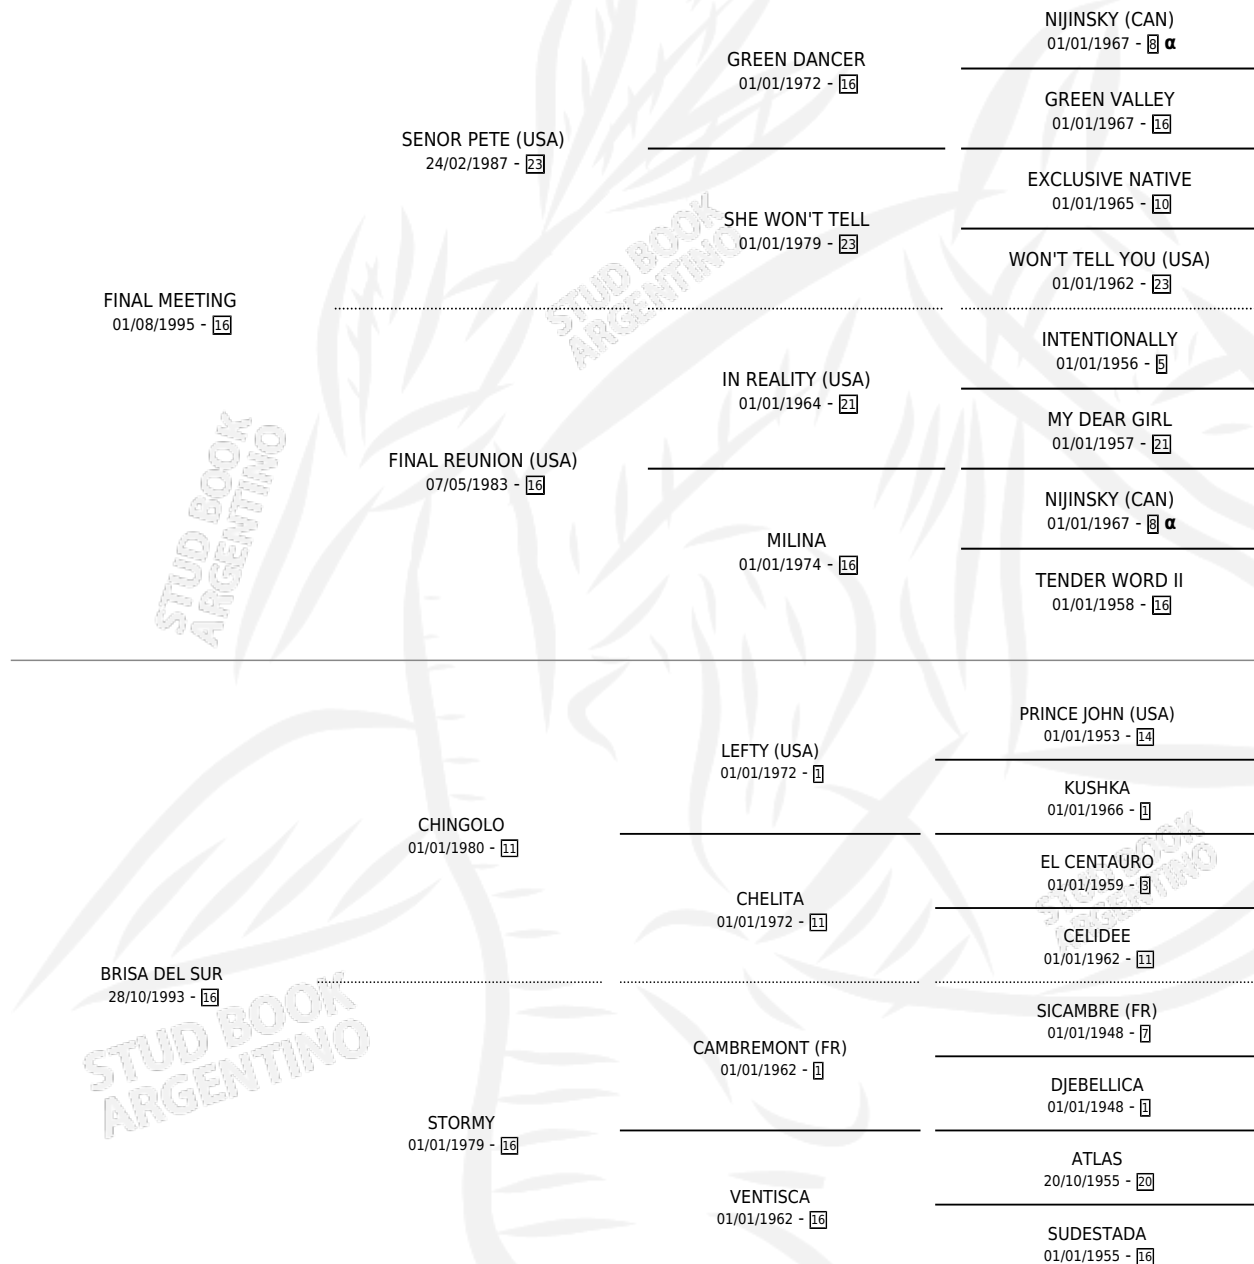 NIJINSKY (CAN)
01/01/1967 - 8 α
GREEN DANCER
01/01/1972 - 16
GREEN VALLEY
01/01/1967 - 16
SENOR PETE (USA)
24/02/1987 - 23
EXCLUSIVE NATIVE
01/01/1965 - 10
SHE WON'T TELL
01/01/1979 - 23
WON'T TELL YOU (USA)
01/01/1962 - 23
FINAL MEETING
01/08/1995 - 16
INTENTIONALLY
01/01/1956 - 5
IN REALITY (USA)
01/01/1964 - 21
MY DEAR GIRL
01/01/1957 - 21
FINAL REUNION (USA)
07/05/1983 - 16
NIJINSKY (CAN)
01/01/1967 - 8 α
MILINA
01/01/1974 - 16
TENDER WORD II
01/01/1958 - 16
PRINCE JOHN (USA)
01/01/1953 - 14
LEFTY (USA)
01/01/1972 - 1
KUSHKA
01/01/1966 - 1
CHINGOLO
01/01/1980 - 11
EL CENTAURO
01/01/1959 - 3
CHELITA
01/01/1972 - 11
CELIDEE
01/01/1962 - 11
BRISA DEL SUR
28/10/1993 - 16
SICAMBRE (FR)
01/01/1948 - 7
CAMBREMONT (FR)
01/01/1962 - 1
DJEBELLICA
01/01/1948 - 1
STORMY
01/01/1979 - 16
ATLAS
20/10/1955 - 20
VENTISCA
01/01/1962 - 16
SUDESTADA
01/01/1955 - 16
STUD BOOK
ARGENTINO
STUD BOOK
ARGENTINO
STUD BOOK
ARGENTINO
STUD BOOK
ARGENTINO